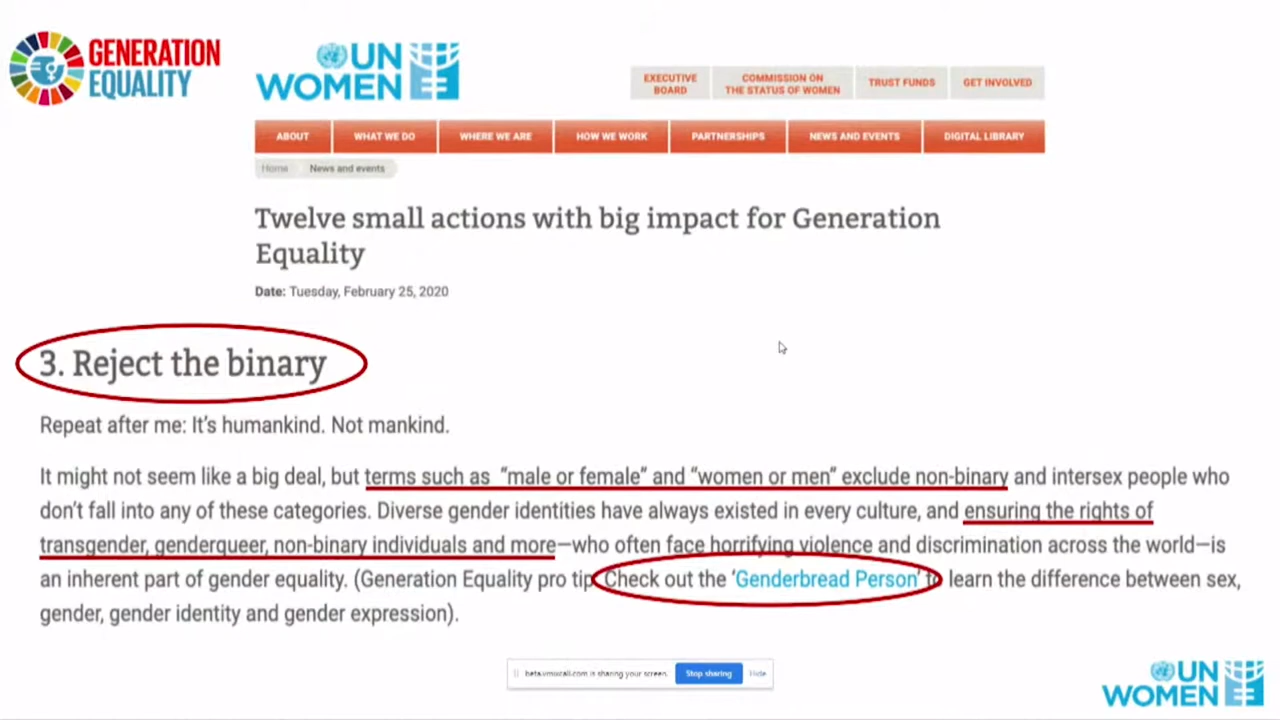 GENERATION
EQUALITY
UN
WOMEN
EXECUTIVE
BOARD
COMMISSION ON
THE STATUS OF WOMEN
TRUST FUNDS
GET INVOLVED
ABOUT
WHAT WE DO
WHERE WE ARE
HOW WE WORK
PARTNERSHIPS
NEWS AND EVENTS
DIGITAL LIBRARY
Home
News and events
Twelve small actions with big impact for Generation
Equality
Date: Tuesday, February 25, 2020
3. Reject the binary
Repeat after me: It's humankind. Not mankind.
It might not seem like a big deal, but terms such as “male or female” and “women or men” exclude non-binary and intersex people who
don't fall into any of these categories. Diverse gender identities have always existed in every culture, and ensuring the rights of
transgender, genderqueer, non-binary individuals and more—who often face horrifying violence and discrimination across the world—is
an inherent part of gender equality. (Generation Equality pro tip Check out the ‘Genderbread Person’ to learn the difference between sex,
gender, gender identity and gender expression).
is sharing your screen.
Stop sharing
Hide
UN
WOMEN